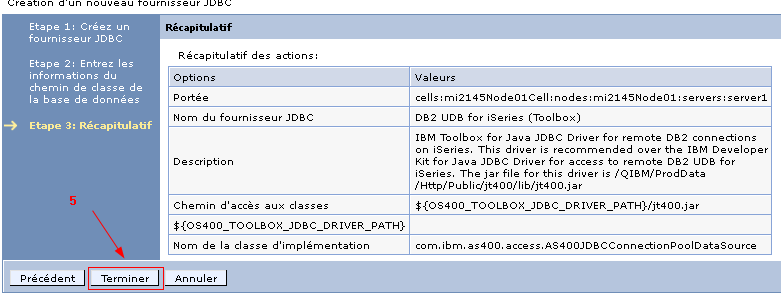 Création d'un nouveau fournisseur JDBC
Etape 1: Créez un
fournisseur JDBC
Etape 2: Entrez les
informations du
chemin de classe de
la base de données
Etape 3: Récapitulatif
Récapitulatif
Récapitulatif des actions:
Options Valeurs
Portée cells:mi2145Node01Cell:nodes:mi2145Node01:servers:server1
Nom du fournisseur JDBC DB2 UDB for iSeries (Toolbox)
Description IBM Toolbox for Java JDBC Driver for remote DB2 connections
on iSeries. This driver is recommended over the IBM Developer
Kit for Java JDBC Driver for access to remote DB2 UDB for
iSeries. The jar file for this driver is /QIBM/ProdData
/Http/Public/jt400/lib/jt400.jar
Chemin d'accès aux classes ${OS400_TOOLBOX_JDBC_DRIVER_PATH}/jt400.jar
${OS400_TOOLBOX_JDBC_DRIVER_PATH}
Nom de la classe d'implémentation com.ibm.as400.access.AS400JDBCConnectionPoolDataSource
5
Précédent Terminer Annuler